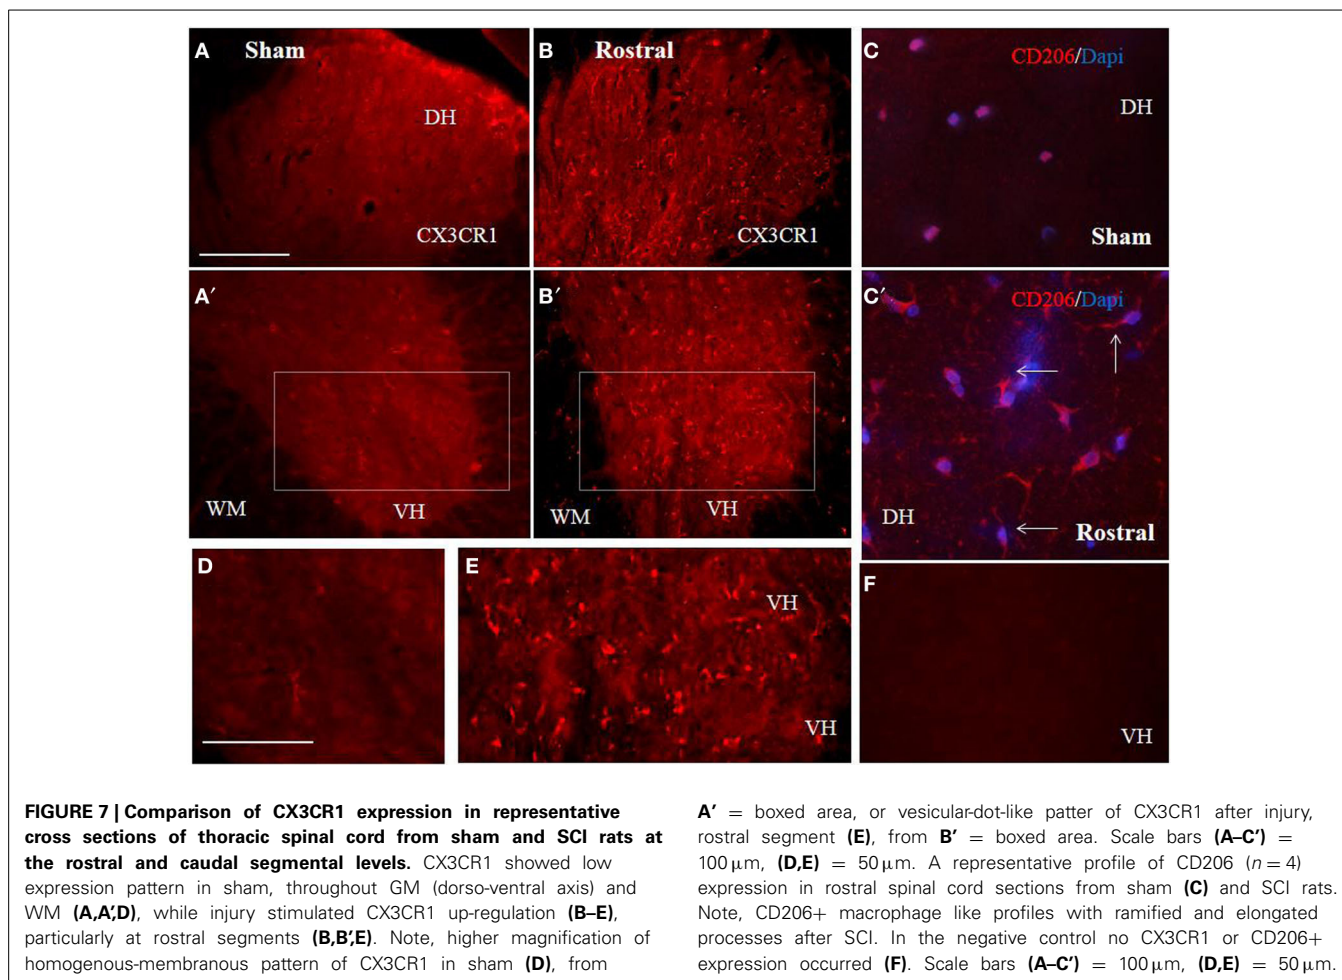 A Sham
DH
CX3CR1
B Rostral
CX3CR1
C
CD206/Dapi
DH
Sham
A′
WM VH
B′
WM VH
C′
CD206/Dapi
DH
Rostral
D
E
VH
VH
F
VH
FIGURE 7 | Comparison of CX3CR1 expression in representative
cross sections of thoracic spinal cord from sham and SCI rats at
the rostral and caudal segmental levels. CX3CR1 showed low
expression pattern in sham, throughout GM (dorso-ventral axis) and
WM (A,A′,D), while injury stimulated CX3CR1 up-regulation (B–E),
particularly at rostral segments (B,B′,E). Note, higher magnification of
homogenous-membranous pattern of CX3CR1 in sham (D), from
A′ = boxed area, or vesicular-dot-like patter of CX3CR1 after injury,
rostral segment (E), from B′ = boxed area. Scale bars (A–C′) =
100 μm, (D,E) = 50 μm. A representative profile of CD206 (n = 4)
expression in rostral spinal cord sections from sham (C) and SCI rats.
Note, CD206+ macrophage like profiles with ramified and elongated
processes after SCI. In the negative control no CX3CR1 or CD206+
expression occurred (F). Scale bars (A–C′) = 100 μm, (D,E) = 50 μm.